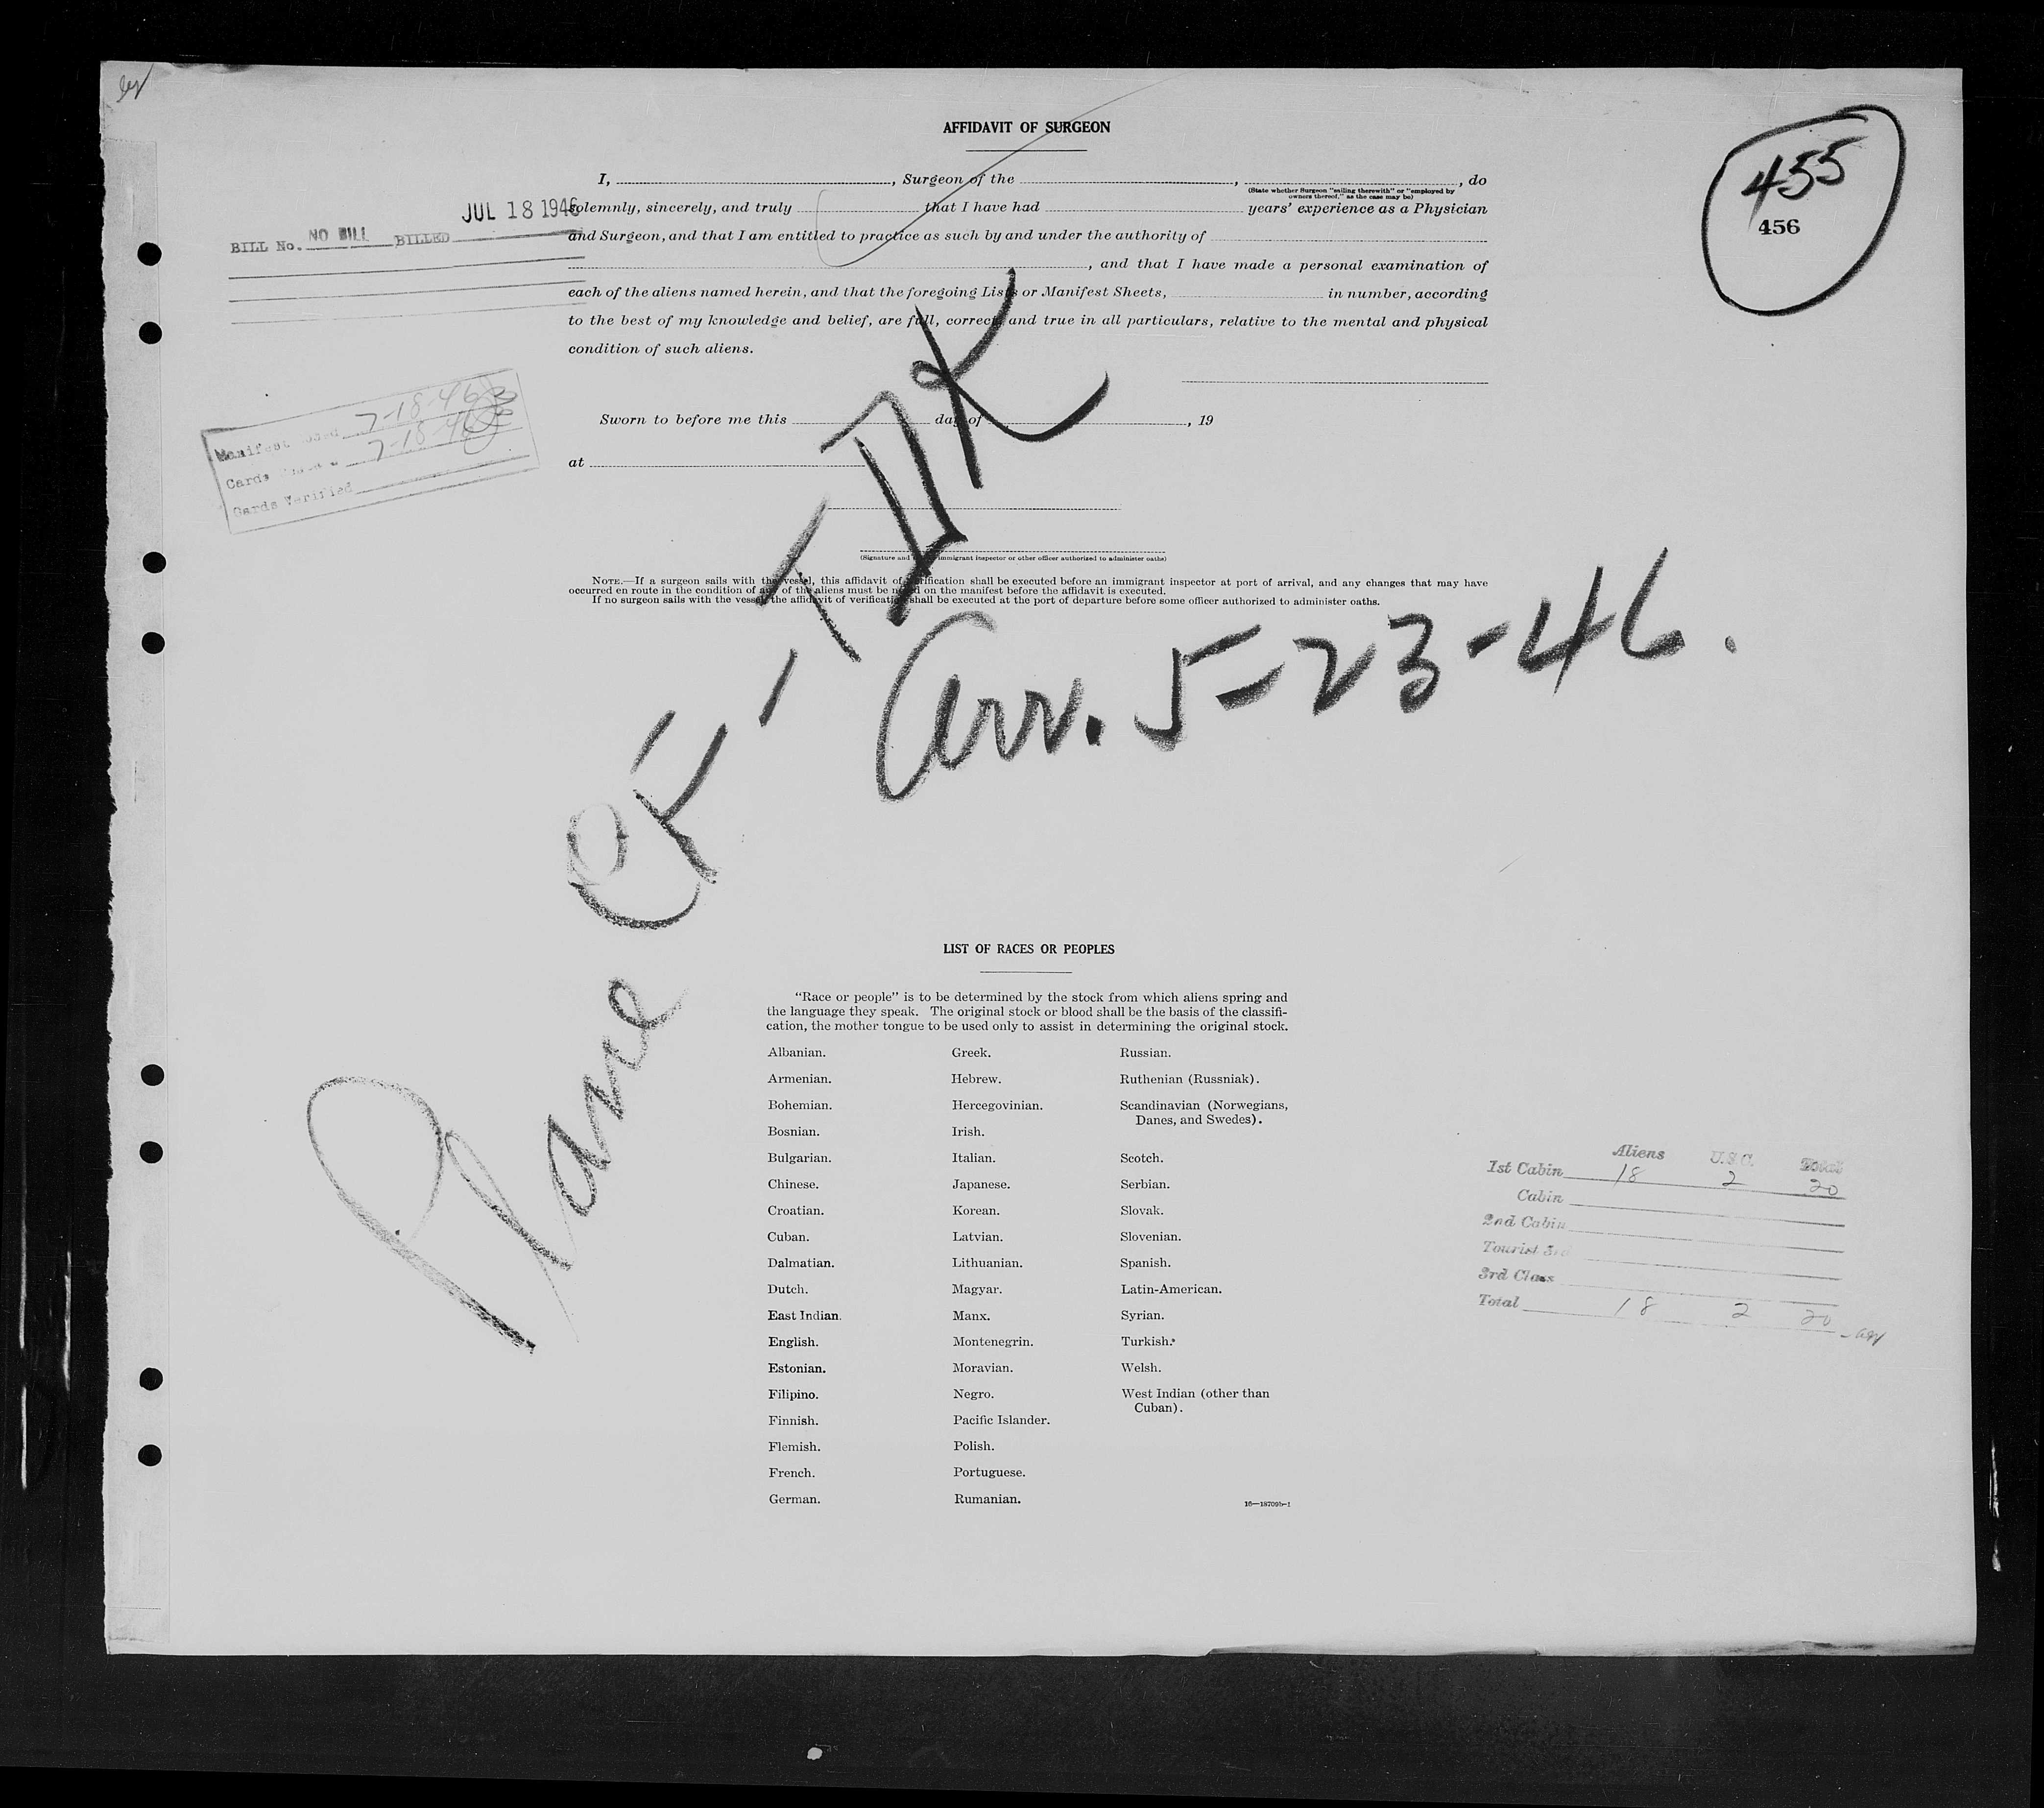 AFFIDAVIT OF SURGEON
I, , Surgeon of the , , do
(State whether Surgeon "sailing therewith" or "employed by
owners thereof," as the case may be)
solemnly, sincerely, and truly that I have had years' experience as a Physician
and Surgeon, and that I am entitled to practice as such by and under the authority of
, and that I have made a personal examination of
each of the aliens named herein, and that the foregoing Lists or Manifest Sheets, in number, according
to the best of my knowledge and belief, are full, correct, and true in all particulars, relative to the mental and physical
condition of such aliens.
Sworn to before me this day of , 19
at
(Signature and immigrant inspector or other officer authorized to administer oaths)
NOTE.—If a surgeon sails with the vessel, this affidavit of verification shall be executed before an immigrant inspector at port of arrival, and any changes that may have
occurred en route in the condition of any of the aliens must be noted on the manifest before the affidavit is executed.
If no surgeon sails with the vessel, the affidavit of verification shall be executed at the port of departure before some officer authorized to administer oaths.
455
456
JUL 18 1946
BILL No. NO BILL BILLED
Manifest 7-18-46
Cards 7-18-46
Cards Verified
Plane CF-TDK
Arr. 5-23-46.
LIST OF RACES OR PEOPLES
"Race or people" is to be determined by the stock from which aliens spring and
the language they speak. The original stock or blood shall be the basis of the classifi-
cation, the mother tongue to be used only to assist in determining the original stock.
Albanian.
Armenian.
Bohemian.
Bosnian.
Bulgarian.
Chinese.
Croatian.
Cuban.
Dalmatian.
Dutch.
East Indian.
English.
Estonian.
Filipino.
Finnish.
Flemish.
French.
German.
Greek.
Hebrew.
Hercegovinian.
Irish.
Italian.
Japanese.
Korean.
Latvian.
Lithuanian.
Magyar.
Manx.
Montenegrin.
Moravian.
Negro.
Pacific Islander.
Polish.
Portuguese.
Rumanian.
Russian.
Ruthenian (Russniak).
Scandinavian (Norwegians,
Danes, and Swedes).
Scotch.
Serbian.
Slovak.
Slovenian.
Spanish.
Latin-American.
Syrian.
Turkish.
Welsh.
West Indian (other than
Cuban).
16—18709b-1
Aliens U.S.C. Total
1st Cabin 18 2 20
Cabin
2nd Cabin
Tourist 3rd
3rd Class
Total 18 2 20